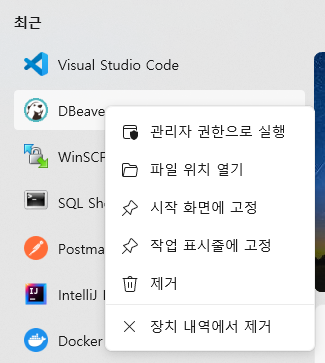 최근
Visual Studio Code
DBeave
관리자 권한으로 실행
WinSCP
파일 위치 열기
SQL She
시작 화면에 고정
Postma
작업 표시줄에 고정
IntelliJ I
제거
Docker
장치 내역에서 제거